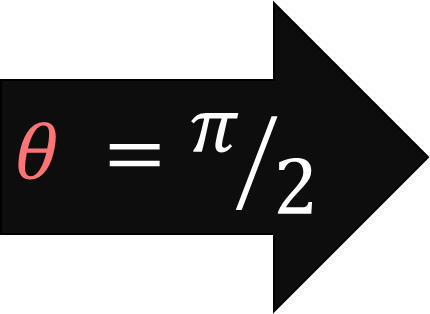 θ = π/2